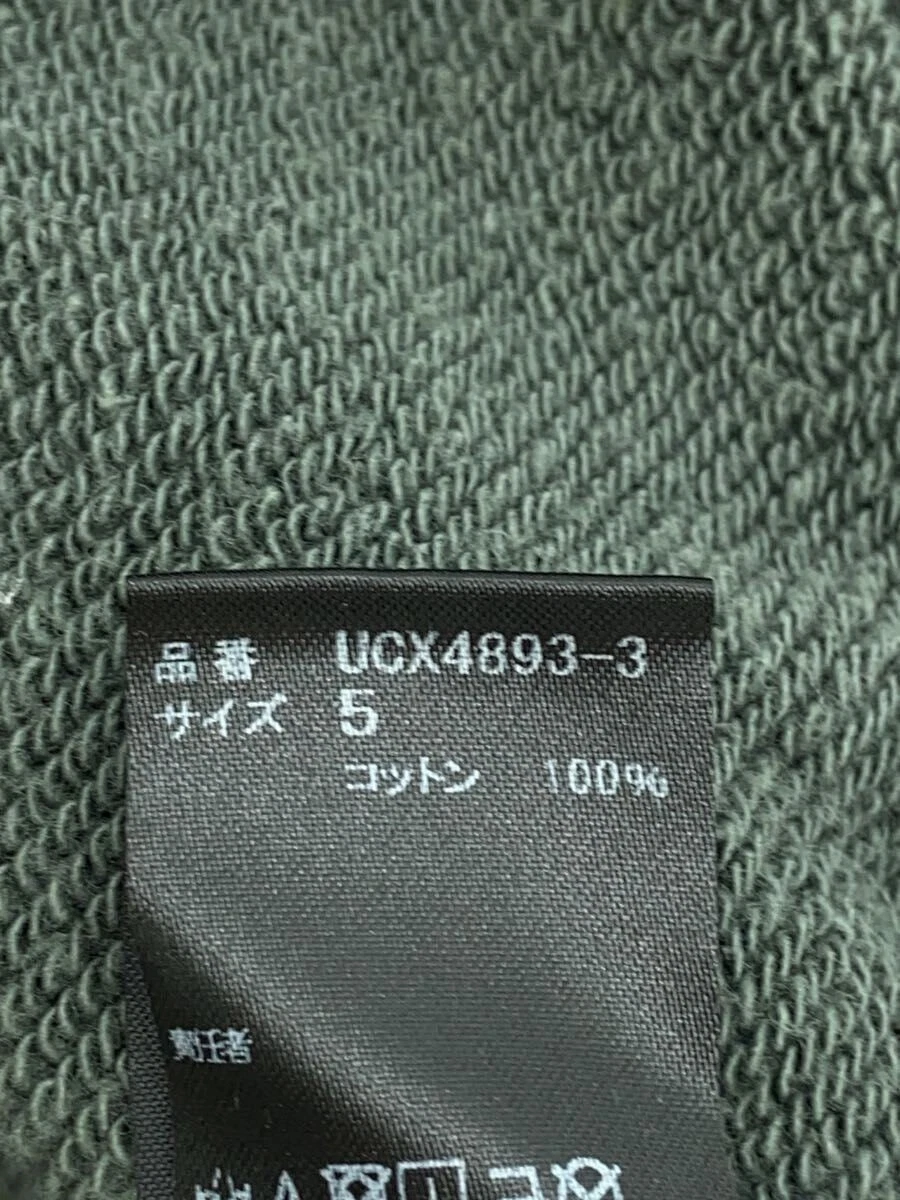 品番 UCX4893-3
サイズ 5
コットン 100%
責任者